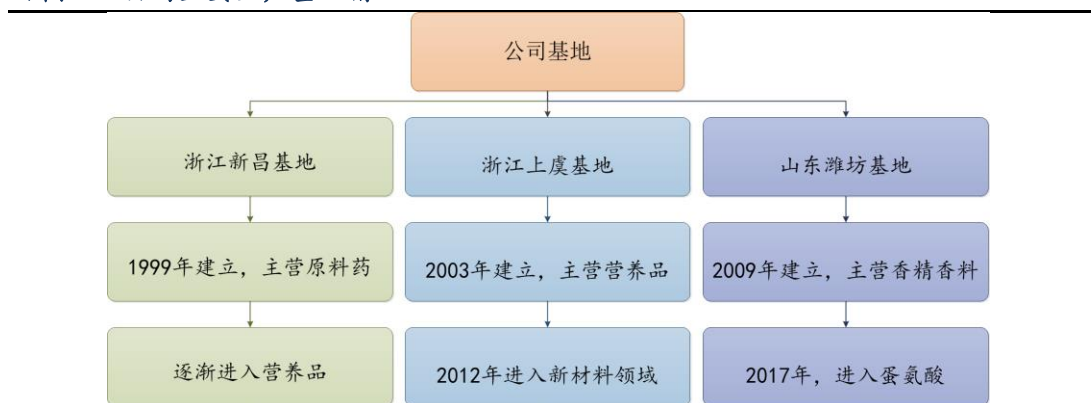 公司基地
浙江新昌基地
浙江上虞基地
山东潍坊基地
1999年建立，主营原料药
2003年建立，主营营养品
2009年建立，主营香精香料
逐渐进入营养品
2012年进入新材料领域
2017年，进入蛋氨酸